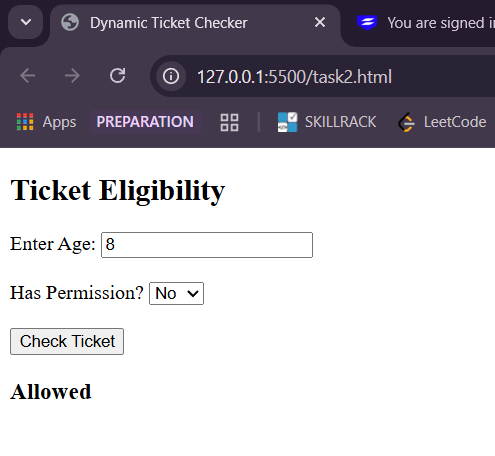 Dynamic Ticket Checker
You are signed i
127.0.0.1:5500/task2.html
Apps PREPARATION SKILLRACK LeetCode
Ticket Eligibility
Enter Age: 8
Has Permission? No
Check Ticket
Allowed